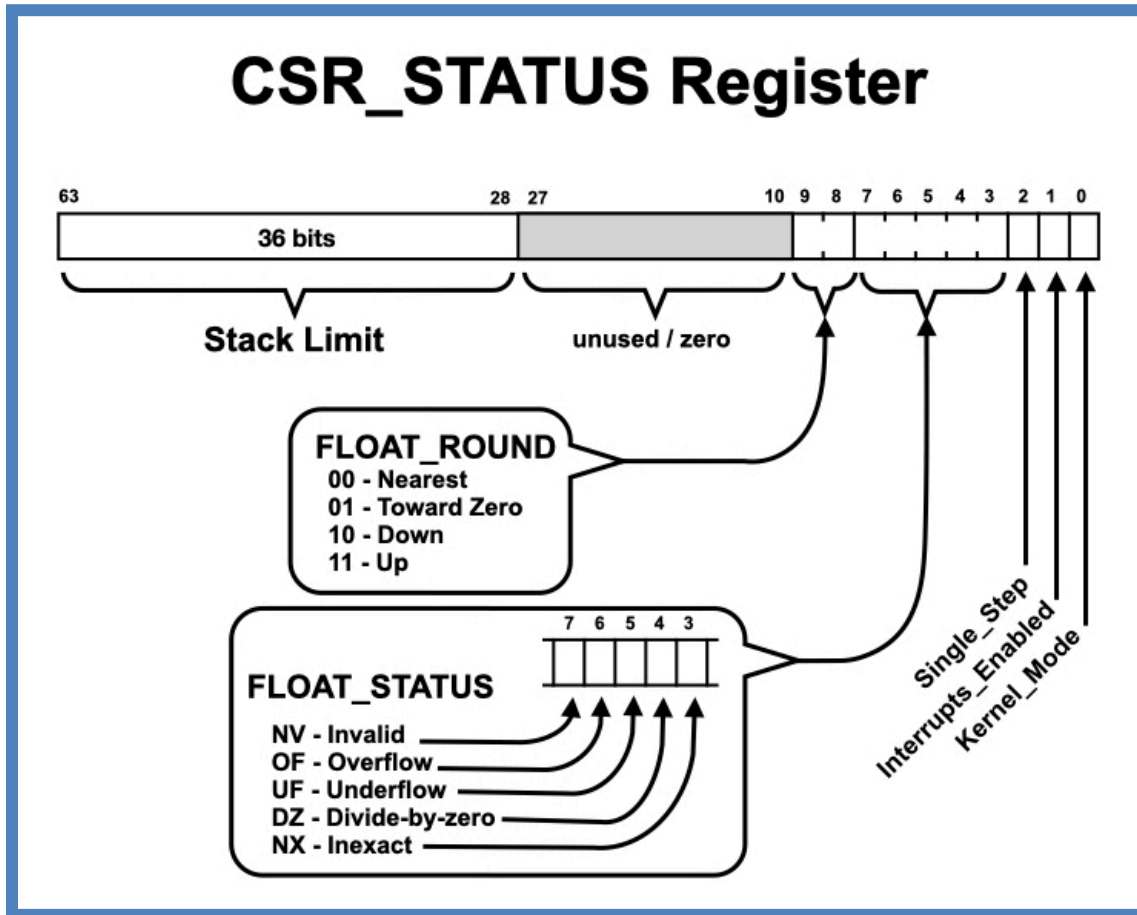 CSR_STATUS Register
63 28 27 10 9 8 7 6 5 4 3 2 1 0
36 bits
Stack Limit
unused / zero
FLOAT_ROUND
00 - Nearest
01 - Toward Zero
10 - Down
11 - Up
7 6 5 4 3
FLOAT_STATUS
NV - Invalid
OF - Overflow
UF - Underflow
DZ - Divide-by-zero
NX - Inexact
Single_Step
Interrupts_Enabled
Kernel_Mode